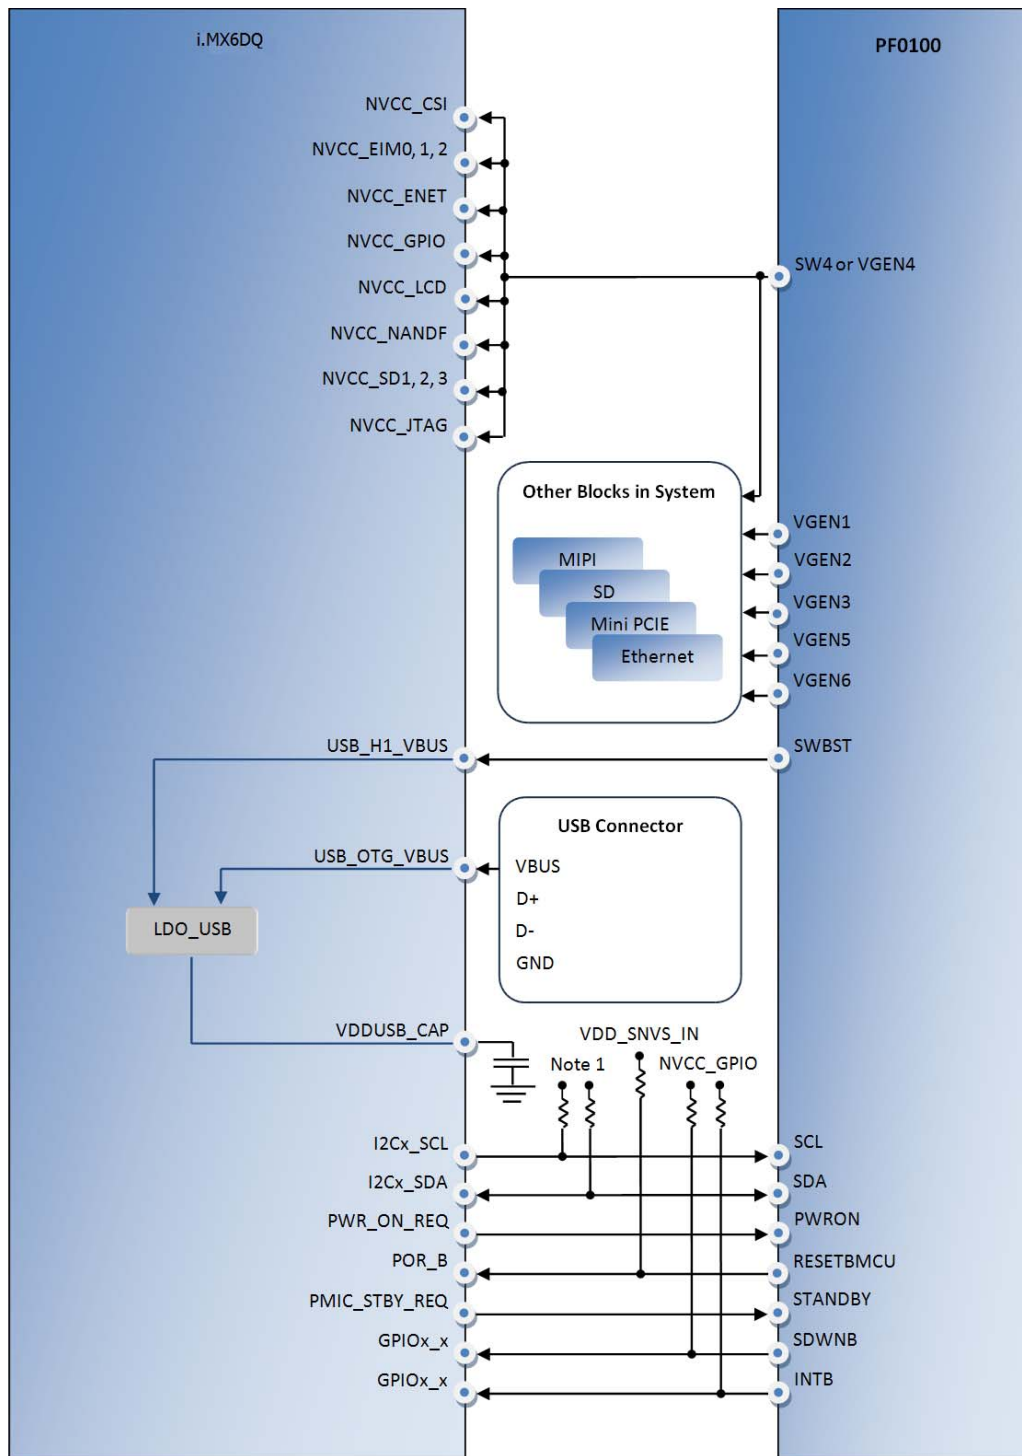 i.MX6DQ
PF0100
NVCC_CSI
NVCC_EIM0, 1, 2
NVCC_ENET
NVCC_GPIO
SW4 or VGEN4
NVCC_LCD
NVCC_NANDF
NVCC_SD1, 2, 3
NVCC_JTAG
Other Blocks in System
MIPI
SD
Mini PCIE
Ethernet
VGEN1
VGEN2
VGEN3
VGEN5
VGEN6
USB_H1_VBUS
SWBST
USB Connector
USB_OTG_VBUS
VBUS
D+
D-
GND
LDO_USB
VDDUSB_CAP
VDD_SNVS_IN
Note 1
NVCC_GPIO
I2Cx_SCL
SCL
I2Cx_SDA
SDA
PWR_ON_REQ
PWRON
POR_B
RESETBMCU
PMIC_STBY_REQ
STANDBY
GPIOx_x
SDWNB
GPIOx_x
INTB